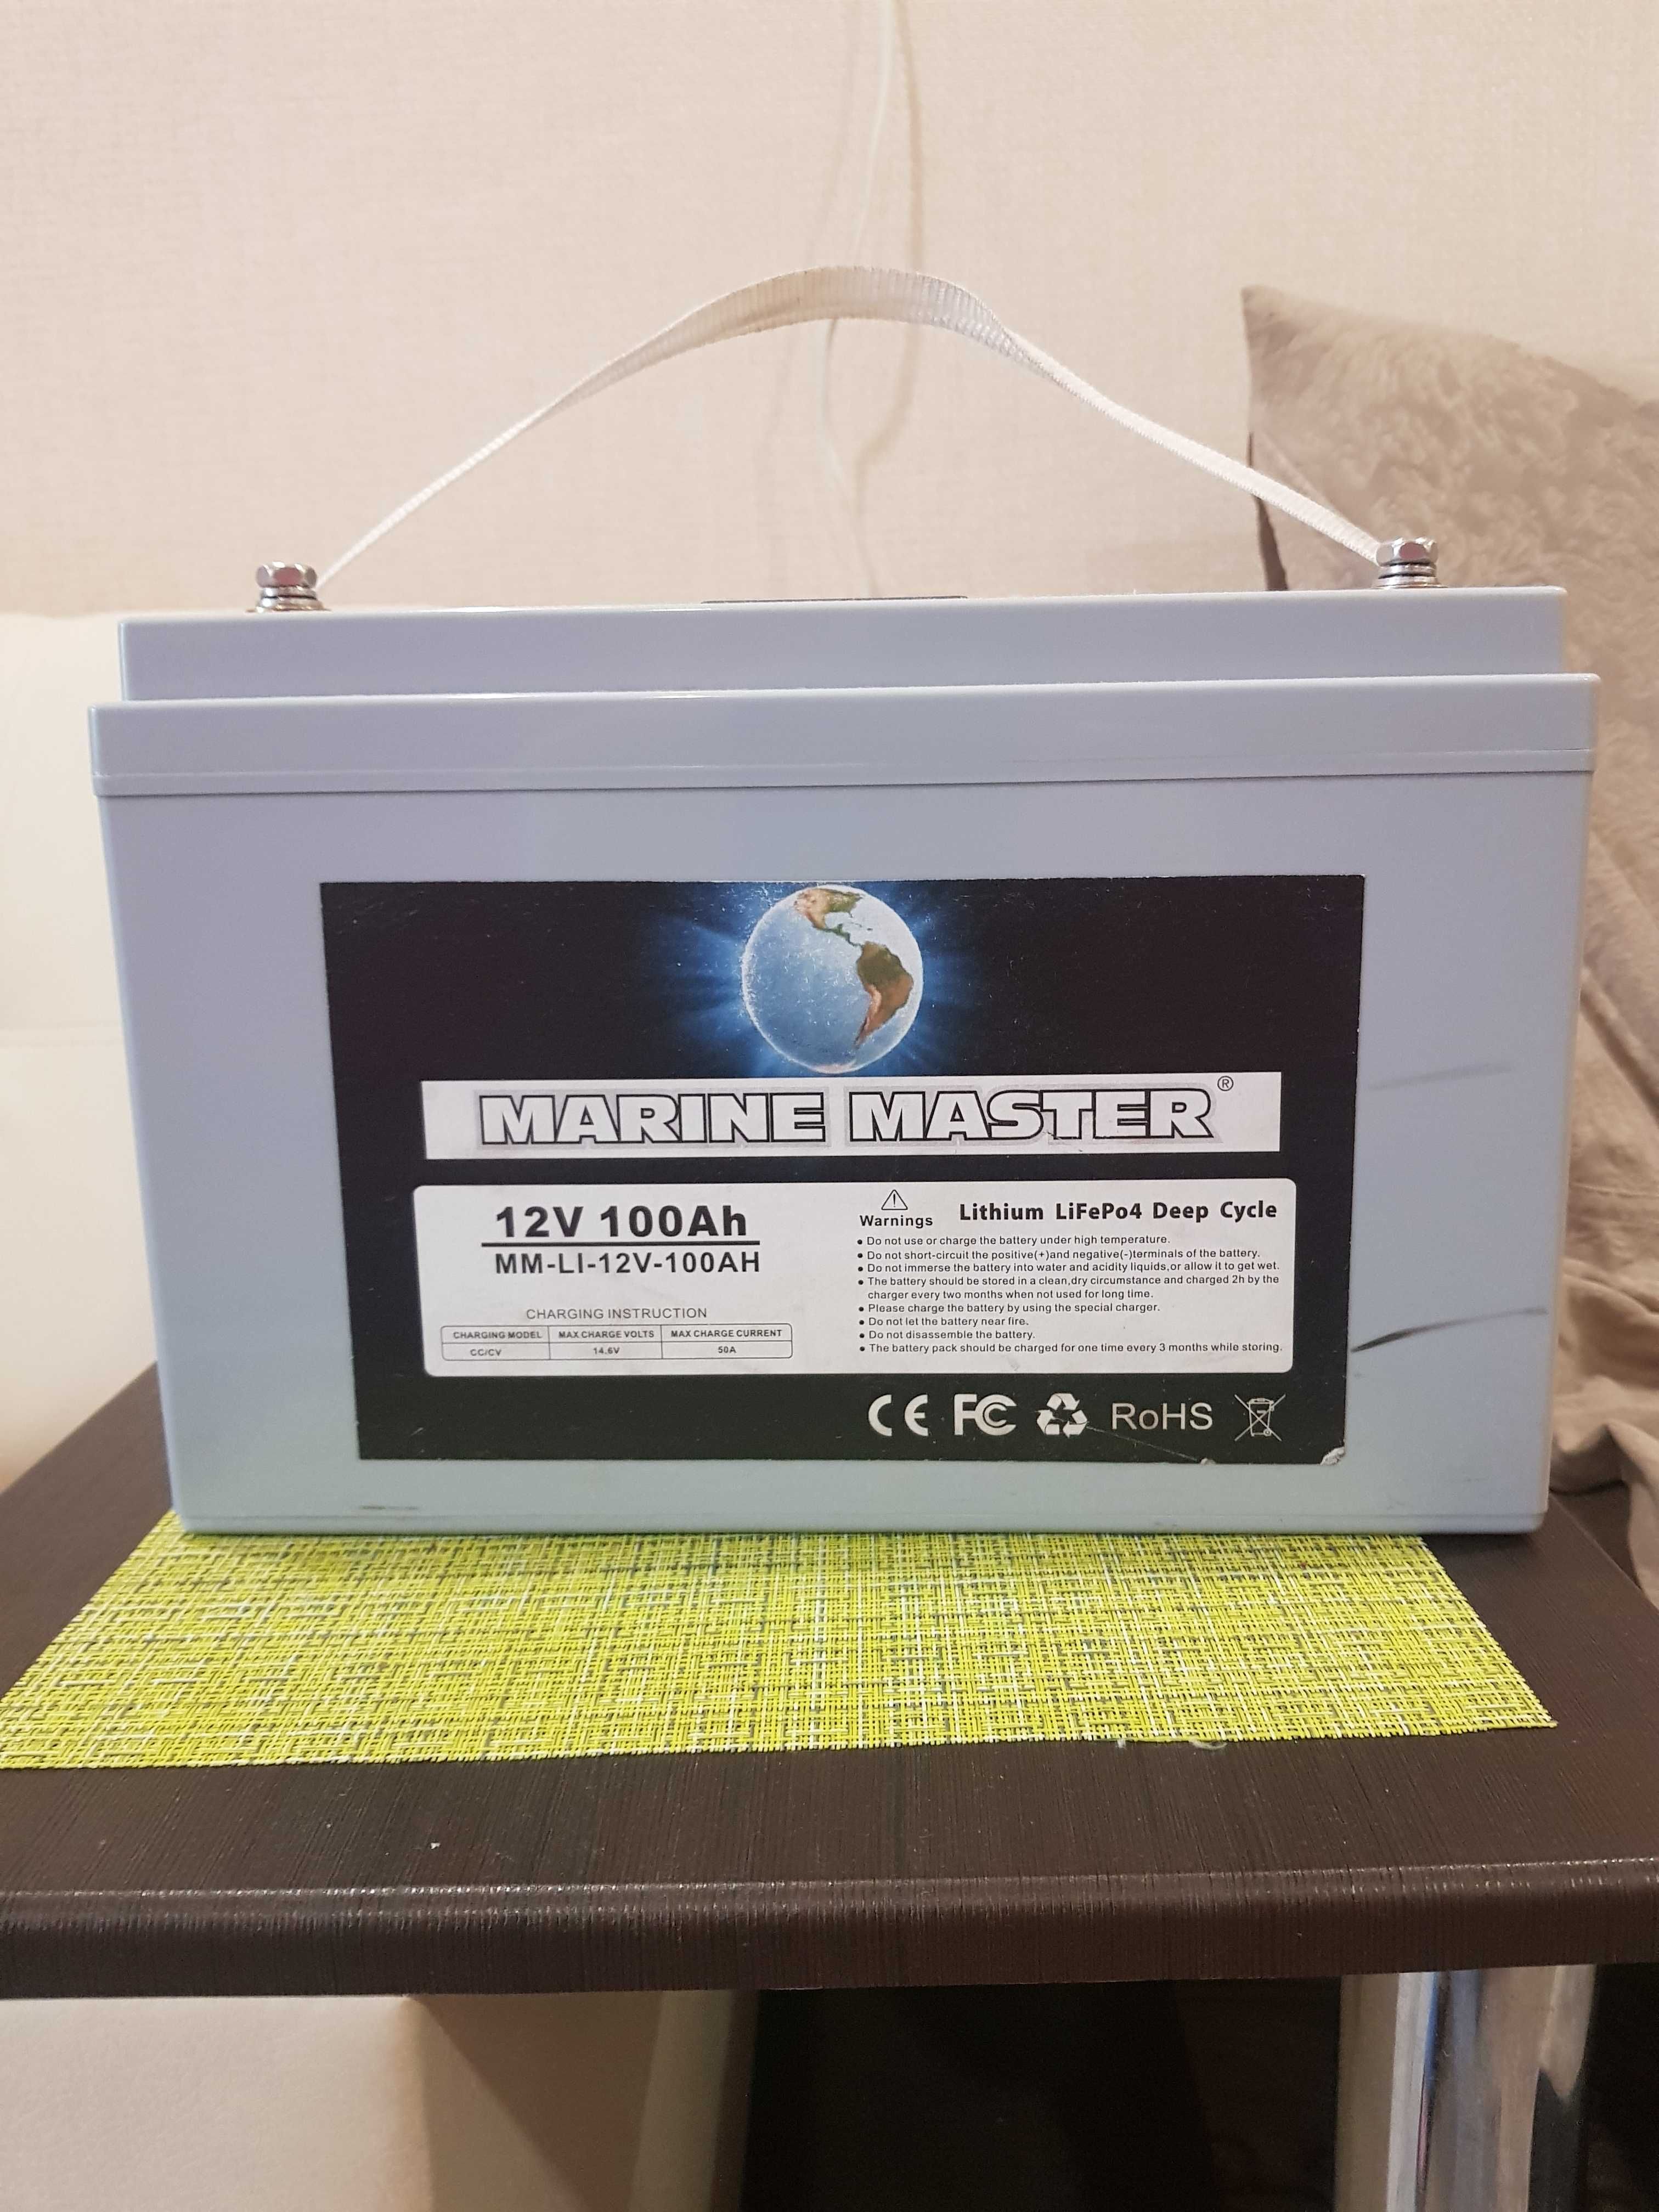 MARINE MASTER®
12V 100Ah
MM-LI-12V-100AH
CHARGING INSTRUCTION
CHARGING MODEL MAX CHARGE VOLTS MAX CHARGE CURRENT
CC/CV 14.6V 50A
Warnings Lithium LiFePo4 Deep Cycle
• Do not use or charge the battery under high temperature.
• Do not short-circuit the positive(+)and negative(-)terminals of the battery.
• Do not immerse the battery into water and acidity liquids,or allow it to get wet.
• The battery should be stored in a clean,dry circumstance and charged 2h by the
charger every two months when not used for long time.
• Please charge the battery by using the special charger.
• Do not let the battery near fire.
• Do not disassemble the battery.
• The battery pack should be charged for one time every 3 months while storing.
CE FC RoHS